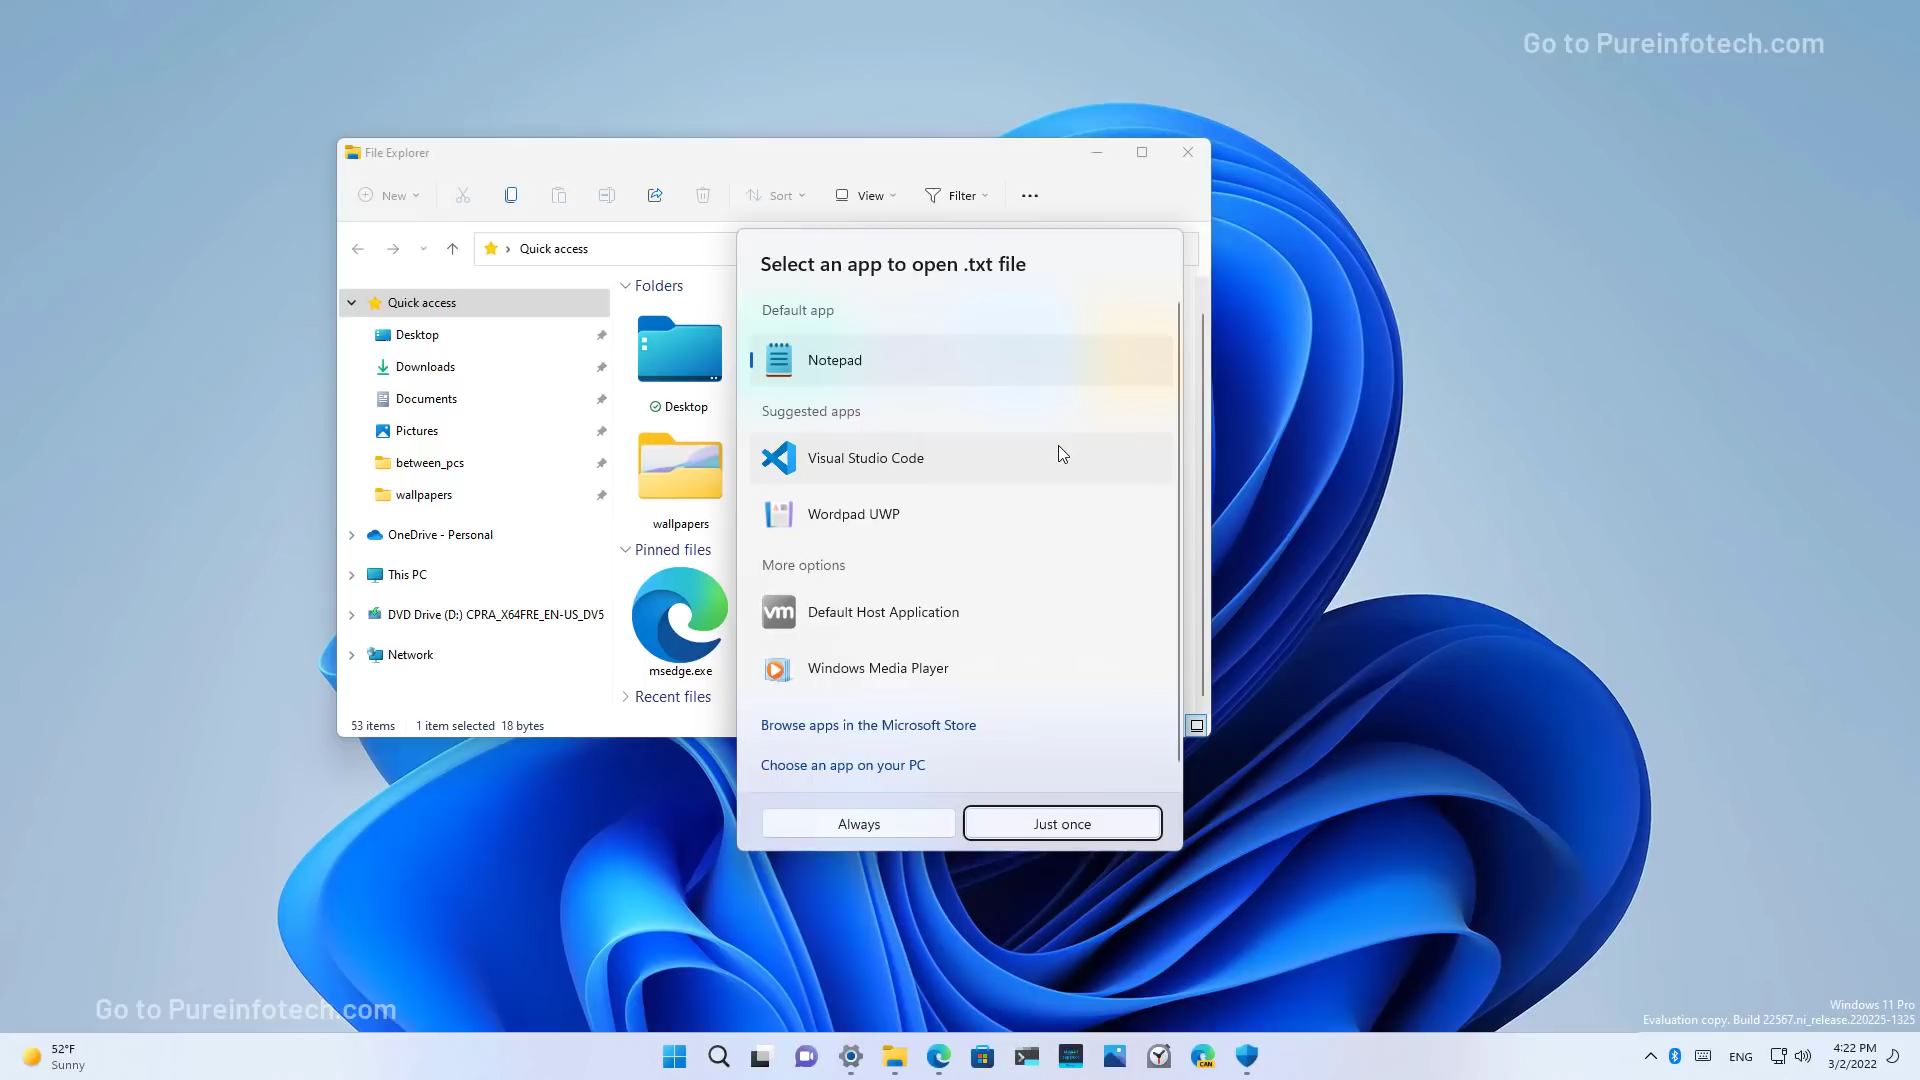 Go to Pureinfotech.com
File Explorer
New
Sort
View
Filter
Quick access
Quick access
Desktop
Downloads
Documents
Pictures
between_pcs
wallpapers
OneDrive - Personal
This PC
DVD Drive (D:) CPRA_X64FRE_EN-US_DV5
Network
Folders
Desktop
wallpapers
Pinned files
msedge.exe
Recent files
53 items 1 item selected 18 bytes
Select an app to open .txt file
Default app
Notepad
Suggested apps
Visual Studio Code
Wordpad UWP
More options
vm Default Host Application
Windows Media Player
Browse apps in the Microsoft Store
Choose an app on your PC
Always
Just once
Go to Pureinfotech.com
Windows 11 Pro
Evaluation copy. Build 22567.ni_release.220225-1325
52°F
Sunny
CAN
ENG
4:22 PM
3/2/2022